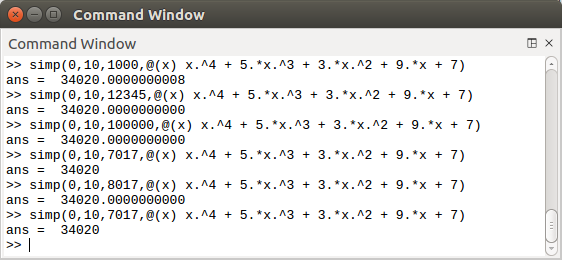 Command Window
Command Window
>> simp(0,10,1000,@(x) x.^4 + 5.*x.^3 + 3.*x.^2 + 9.*x + 7)
ans =  34020.0000000008
>> simp(0,10,12345,@(x) x.^4 + 5.*x.^3 + 3.*x.^2 + 9.*x + 7)
ans =  34020.0000000000
>> simp(0,10,100000,@(x) x.^4 + 5.*x.^3 + 3.*x.^2 + 9.*x + 7)
ans =  34020.0000000000
>> simp(0,10,7017,@(x) x.^4 + 5.*x.^3 + 3.*x.^2 + 9.*x + 7)
ans =  34020
>> simp(0,10,8017,@(x) x.^4 + 5.*x.^3 + 3.*x.^2 + 9.*x + 7)
ans =  34020.0000000000
>> simp(0,10,7017,@(x) x.^4 + 5.*x.^3 + 3.*x.^2 + 9.*x + 7)
ans =  34020
>>